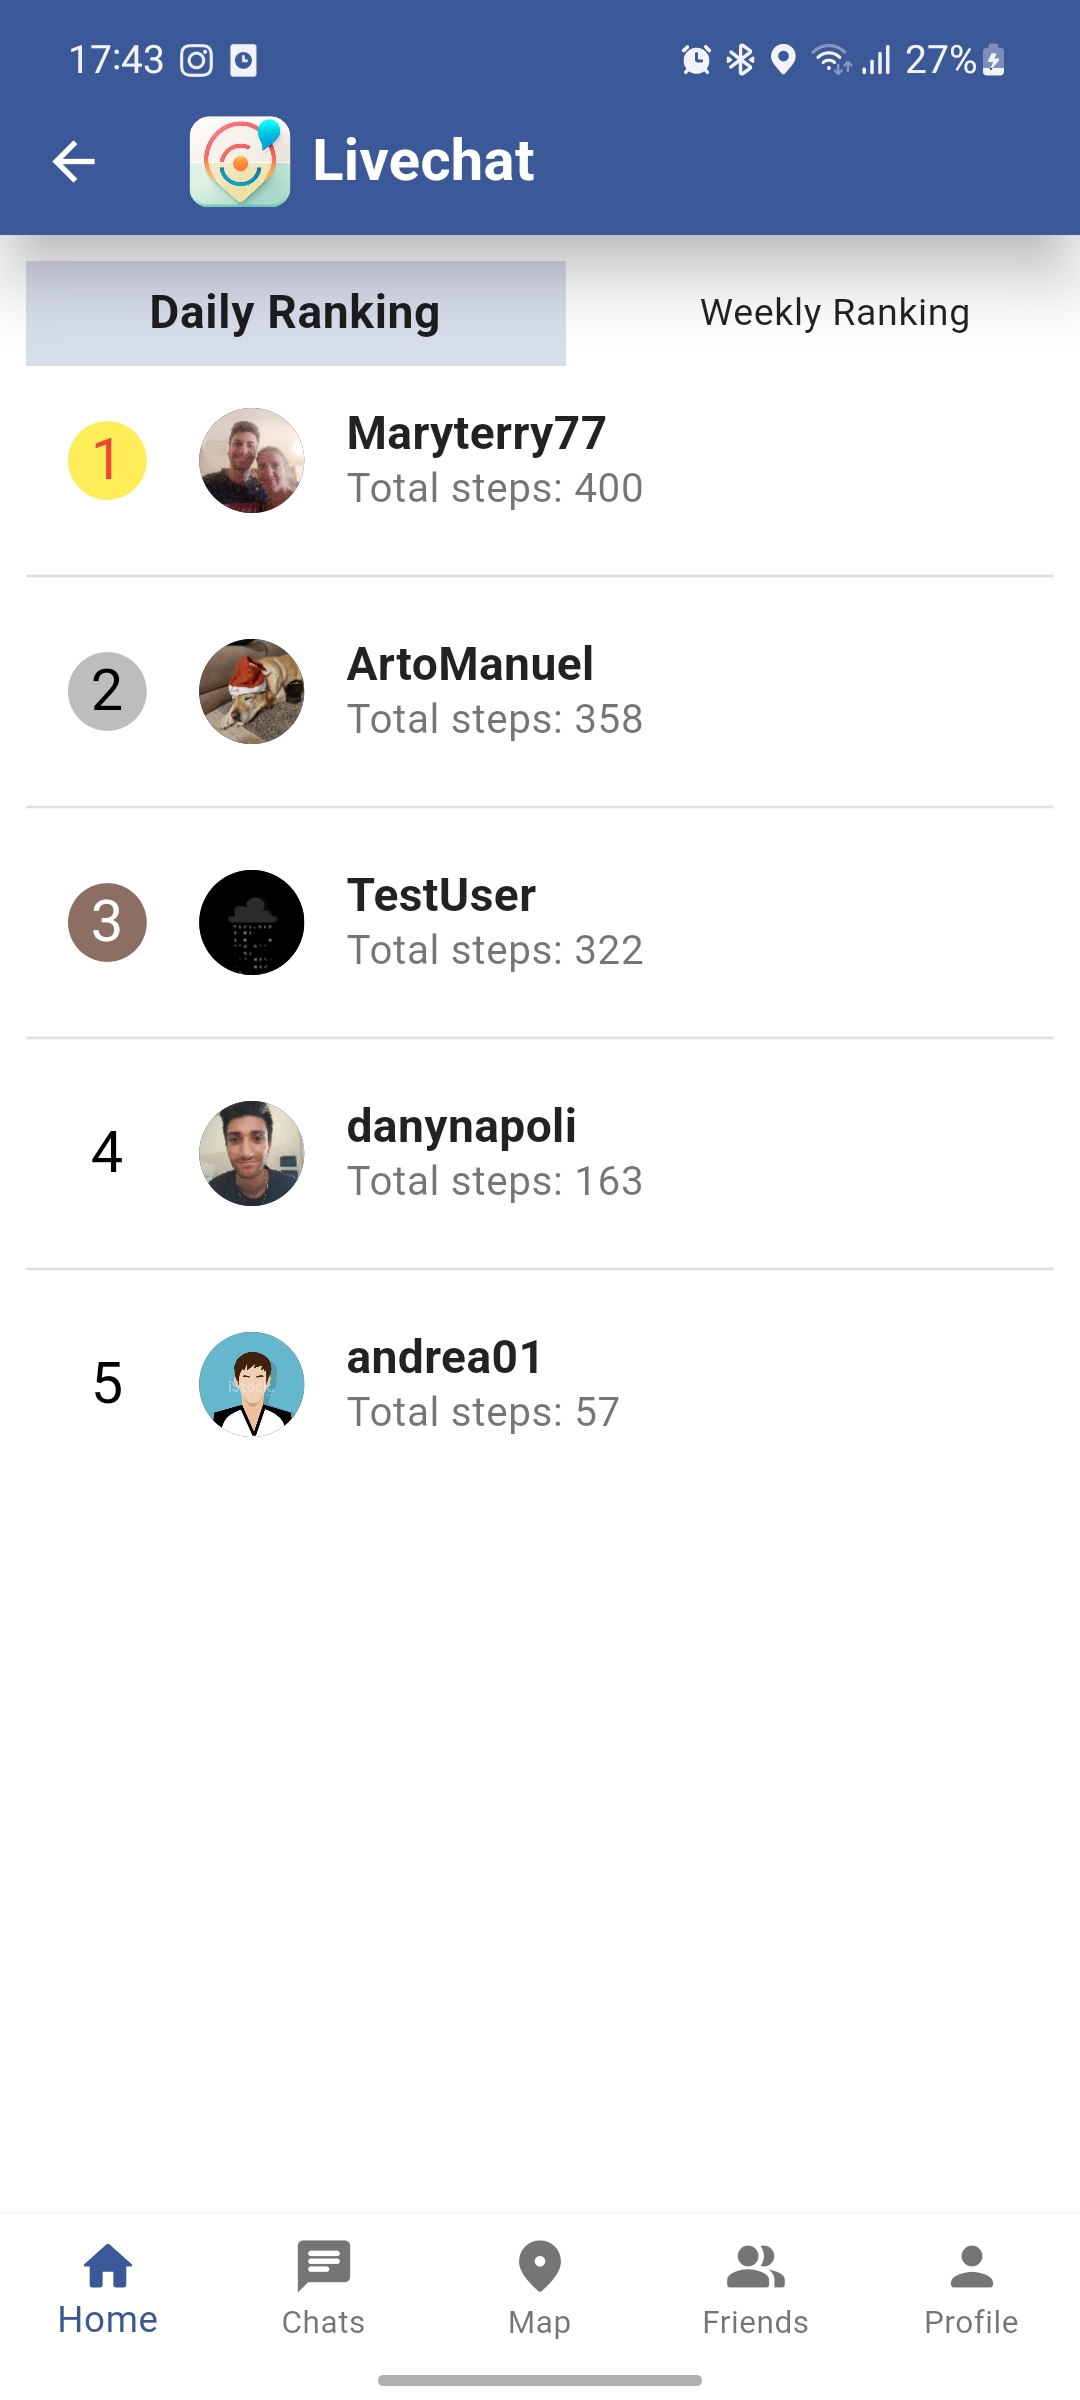 17:43 27%
Livechat
Daily Ranking Weekly Ranking
1 Maryterry77
Total steps: 400
2 ArtoManuel
Total steps: 358
3 TestUser
Total steps: 322
4 danynapoli
Total steps: 163
5 andrea01
iStock.
Total steps: 57
Home Chats Map Friends Profile